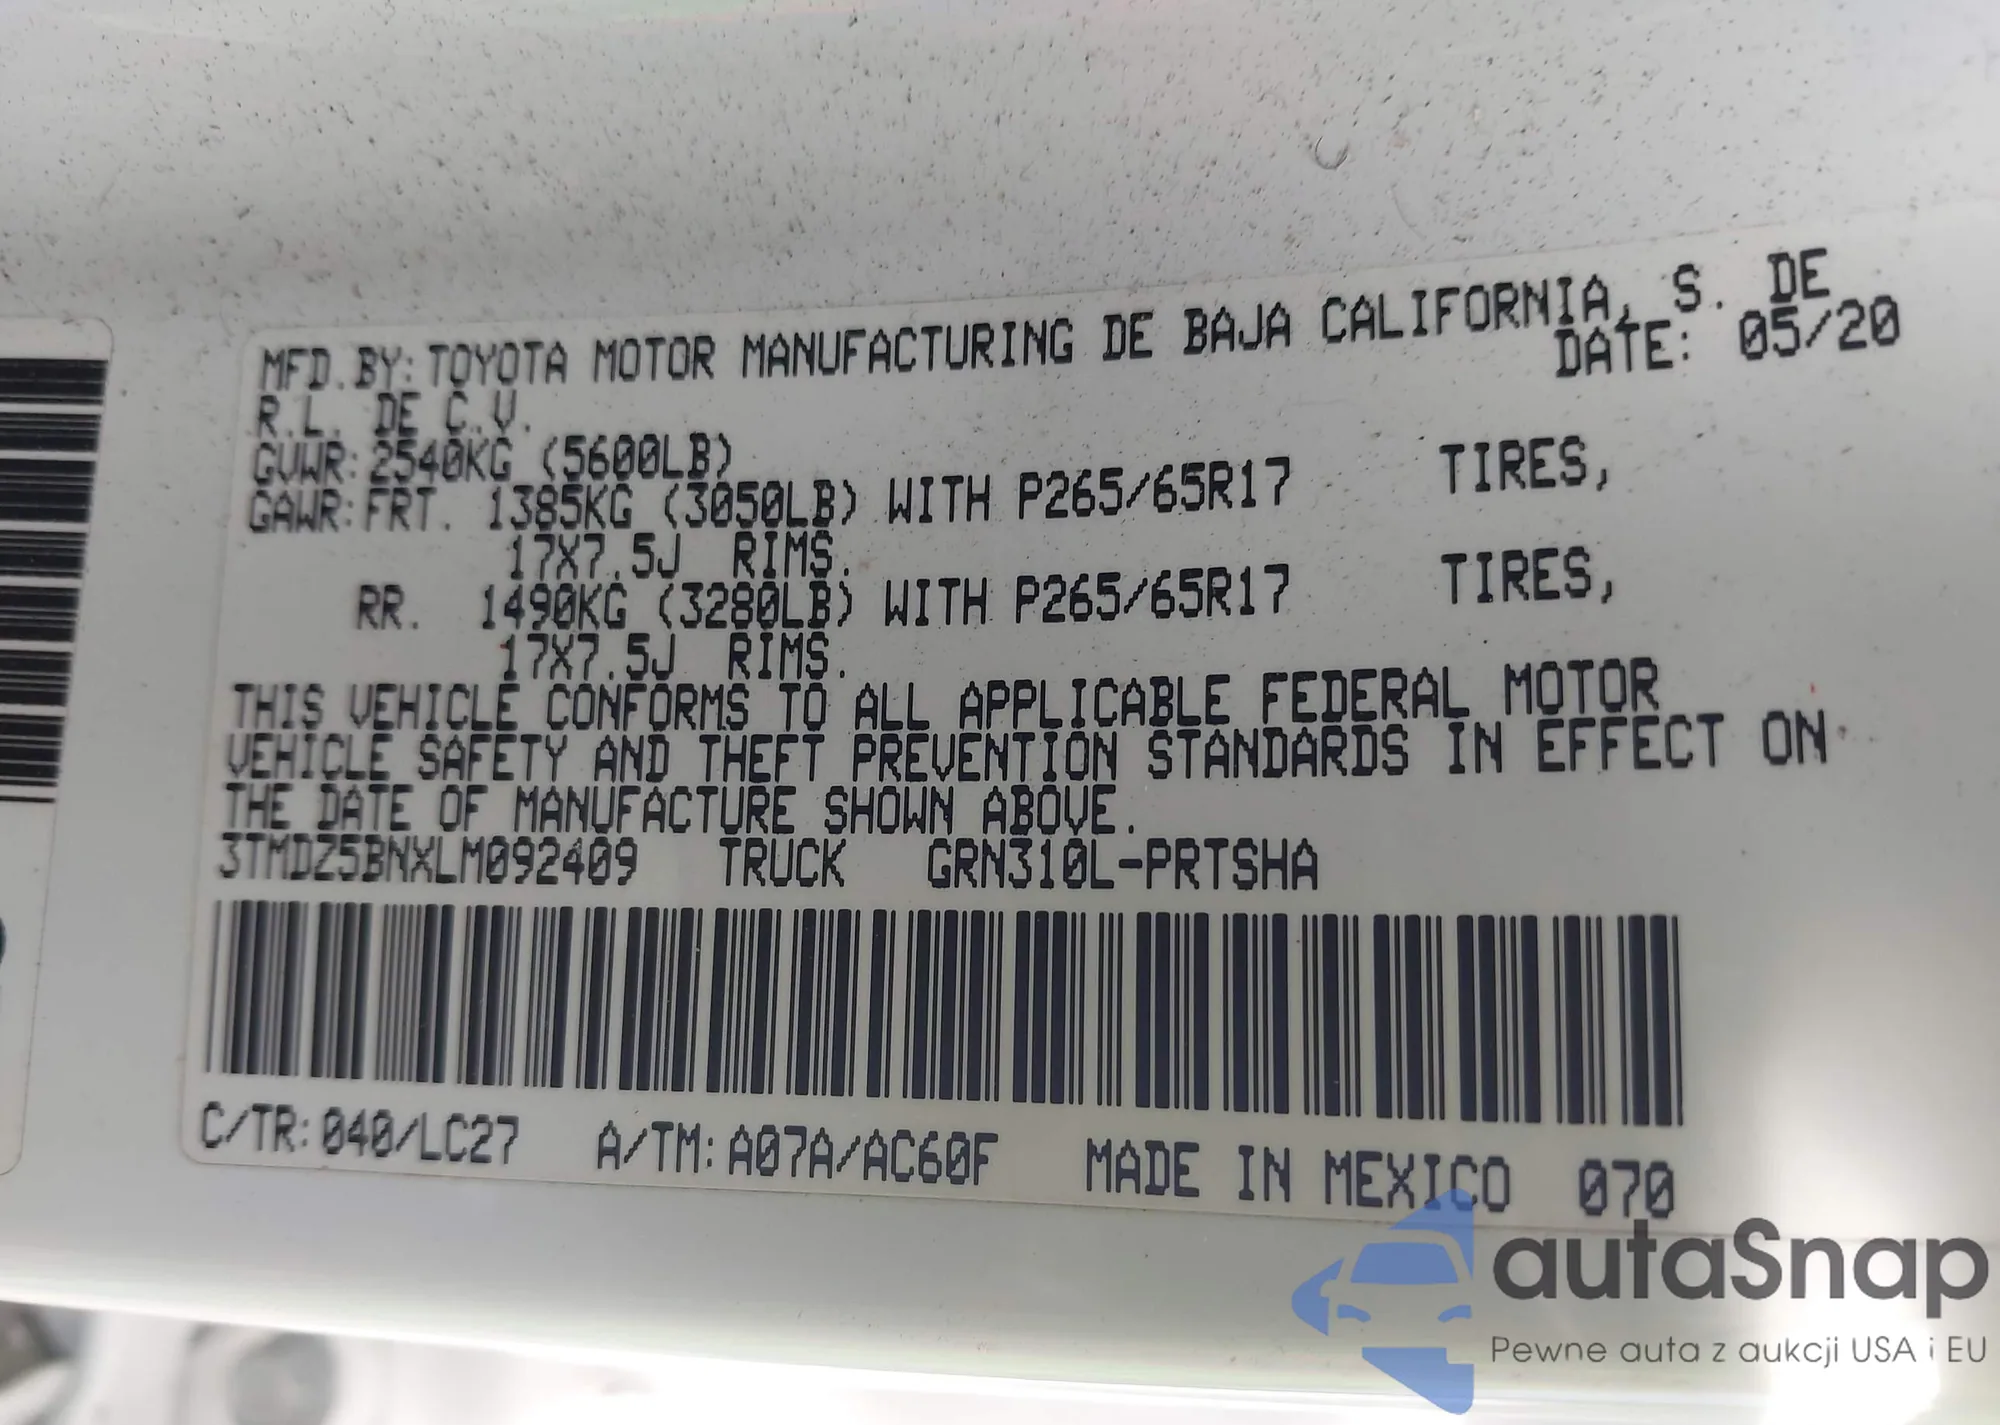 MFD.BY: TOYOTA MOTOR MANUFACTURING DE BAJA CALIFORNIA, S. DE
R.L. DE C.V. DATE: 05/20
GVWR: 2540KG (5600LB)
GAWR: FRT. 1385KG (3050LB) WITH P265/65R17 TIRES,
17X7.5J RIMS.
RR. 1490KG (3280LB) WITH P265/65R17 TIRES,
17X7.5J RIMS.
THIS VEHICLE CONFORMS TO ALL APPLICABLE FEDERAL MOTOR
VEHICLE SAFETY AND THEFT PREVENTION STANDARDS IN EFFECT ON
THE DATE OF MANUFACTURE SHOWN ABOVE.
3TMDZ5BNXLM092409 TRUCK GRN310L-PRTSHA
C/TR: 040/LC27 A/TM: A07A/AC60F MADE IN MEXICO 070
autaSnap
Pewne auta z aukcji USA i EU